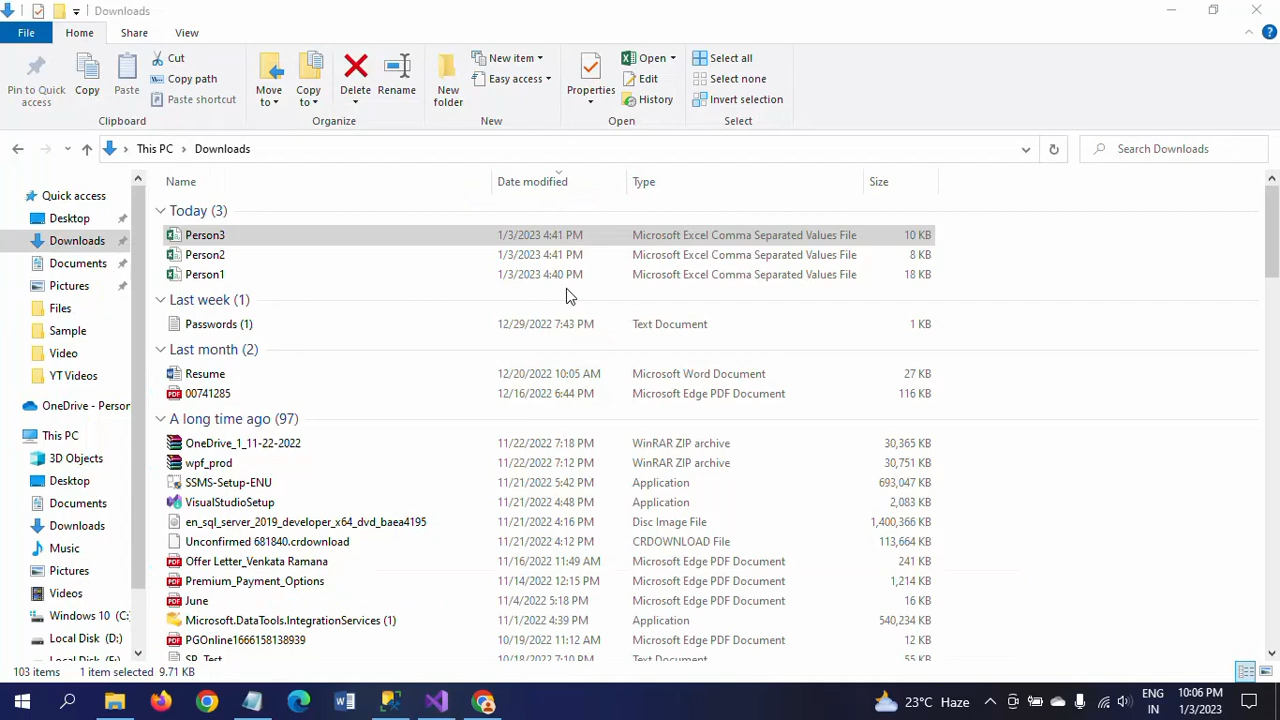 Downloads
File Home Share View
Pin to Quick access
Copy
Paste
Cut
Copy path
Paste shortcut
Clipboard
Move to
Copy to
Delete
Rename
Organize
New folder
New item
Easy access
New
Properties
Open
Edit
History
Open
Select all
Select none
Invert selection
Select
This PC Downloads
Search Downloads
Quick access
Desktop
Downloads
Documents
Pictures
Files
Sample
Video
YT Videos
OneDrive - Person
This PC
3D Objects
Desktop
Documents
Downloads
Music
Pictures
Videos
Windows 10 (C:
Local Disk (D:)
Local Disk (E:)
Name Date modified Type Size
Today (3)
Person3 1/3/2023 4:41 PM Microsoft Excel Comma Separated Values File 10 KB
Person2 1/3/2023 4:41 PM Microsoft Excel Comma Separated Values File 8 KB
Person1 1/3/2023 4:40 PM Microsoft Excel Comma Separated Values File 18 KB
Last week (1)
Passwords (1) 12/29/2022 7:43 PM Text Document 1 KB
Last month (2)
Resume 12/20/2022 10:05 AM Microsoft Word Document 27 KB
00741285 12/16/2022 6:44 PM Microsoft Edge PDF Document 116 KB
A long time ago (97)
OneDrive_1_11-22-2022 11/22/2022 7:18 PM WinRAR ZIP archive 30,365 KB
wpf_prod 11/22/2022 7:12 PM WinRAR ZIP archive 30,751 KB
SSMS-Setup-ENU 11/21/2022 5:42 PM Application 693,047 KB
VisualStudioSetup 11/21/2022 4:48 PM Application 2,083 KB
en_sql_server_2019_developer_x64_dvd_baea4195 11/21/2022 4:16 PM Disc Image File 1,400,366 KB
Unconfirmed 681840.crdownload 11/21/2022 4:12 PM CRDOWNLOAD File 113,664 KB
Offer Letter_Venkata Ramana 11/16/2022 11:49 AM Microsoft Edge PDF Document 241 KB
Premium_Payment_Options 11/14/2022 12:15 PM Microsoft Edge PDF Document 1,214 KB
June 11/4/2022 5:18 PM Microsoft Edge PDF Document 16 KB
Microsoft.DataTools.IntegrationServices (1) 11/1/2022 4:39 PM Application 540,234 KB
PGOnline1666158138939 10/19/2022 11:12 AM Microsoft Edge PDF Document 12 KB
SP_Test 10/18/2022 7:10 PM Text Document 55 KB
103 items 1 item selected 9.71 KB
23°C Haze
ENG
IN
10:06 PM
1/3/2023